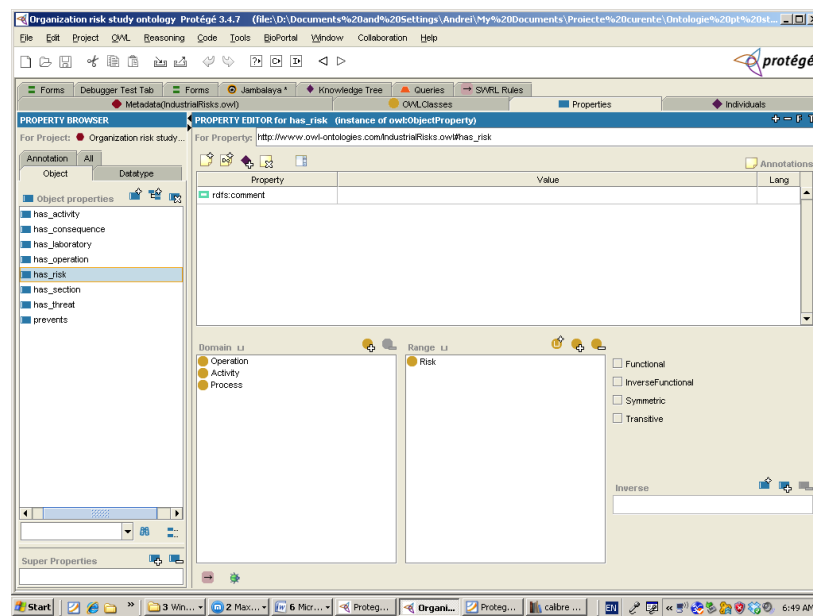 Organization risk study ontology Protégé 3.4.7 (file:\D:\Documents%20and%20Settings\Andrei\My%20Documents\Proiecte%20curente\Ontologie%20pt%20st...
File Edit Project OWL Reasoning Code Tools BioPortal Window Collaboration Help
protégé
Forms Debugger Test Tab Forms Jambalaya * Knowledge Tree Queries SWRL Rules
Metadata(IndustrialRisks.owl) OWLClasses Properties Individuals
PROPERTY BROWSER
For Project: Organization risk study...
Annotation All
Object Datatype
Object properties
has_activity
has_consequence
has_laboratory
has_operation
has_risk
has_section
has_threat
prevents
Super Properties
PROPERTY EDITOR for has_risk (instance of owl:ObjectProperty)
For Property: http://www.owl-ontologies.com/IndustrialRisks.owl#has_risk
Annotations
Property Value Lang
rdfs:comment
Domain
Operation
Activity
Process
Range
Risk
Functional
InverseFunctional
Symmetric
Transitive
Inverse
Start » 3 Win... 2 Max... 6 Micr... Proteg... Organi... Proteg... calibre ... EN « 6:49 AM